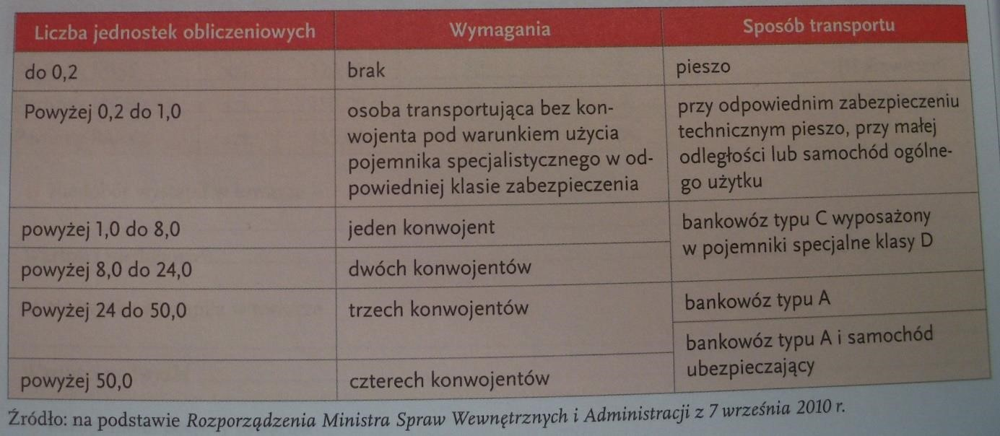 Liczba jednostek obliczeniowych
Wymagania
Sposób transportu
do 0,2
brak
pieszo
Powyżej 0,2 do 1,0
osoba transportująca bez kon-
wojenta pod warunkiem użycia
pojemnika specjalistycznego w od-
powiedniej klasie zabezpieczenia
przy odpowiednim zabezpieczeniu
technicznym pieszo, przy małej
odległości lub samochód ogólne-
go użytku
powyżej 1,0 do 8,0
jeden konwojent
bankowóz typu C wyposażony
w pojemniki specjalne klasy D
powyżej 8,0 do 24,0
dwóch konwojentów
Powyżej 24 do 50,0
trzech konwojentów
bankowóz typu A
bankowóz typu A i samochód
ubezpieczający
powyżej 50,0
czterech konwojentów
Źródło: na podstawie Rozporządzenia Ministra Spraw Wewnętrznych i Administracji z 7 września 2010 r.